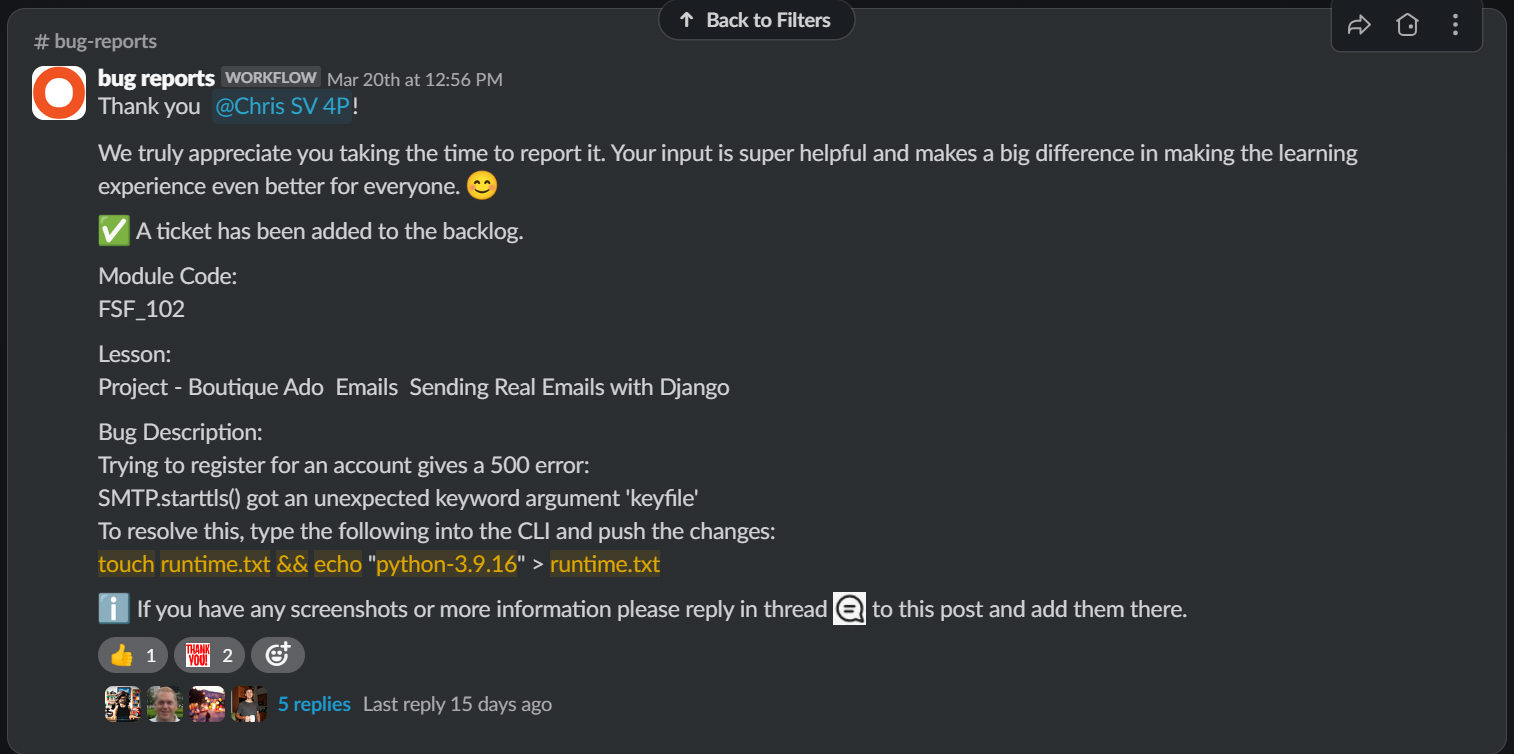 ↑ Back to Filters
# bug-reports
bug reports WORKFLOW Mar 20th at 12:56 PM
Thank you @Chris SV 4P!
We truly appreciate you taking the time to report it. Your input is super helpful and makes a big difference in making the learning
experience even better for everyone. 😊
✅ A ticket has been added to the backlog.
Module Code:
FSF_102
Lesson:
Project - Boutique Ado  Emails  Sending Real Emails with Django
Bug Description:
Trying to register for an account gives a 500 error:
SMTP.starttls() got an unexpected keyword argument 'keyfile'
To resolve this, type the following into the CLI and push the changes:
touch runtime.txt && echo "python-3.9.16" > runtime.txt
ℹ️ If you have any screenshots or more information please reply in thread to this post and add them there.
👍 1 THANK YOU! 2
5 replies Last reply 15 days ago